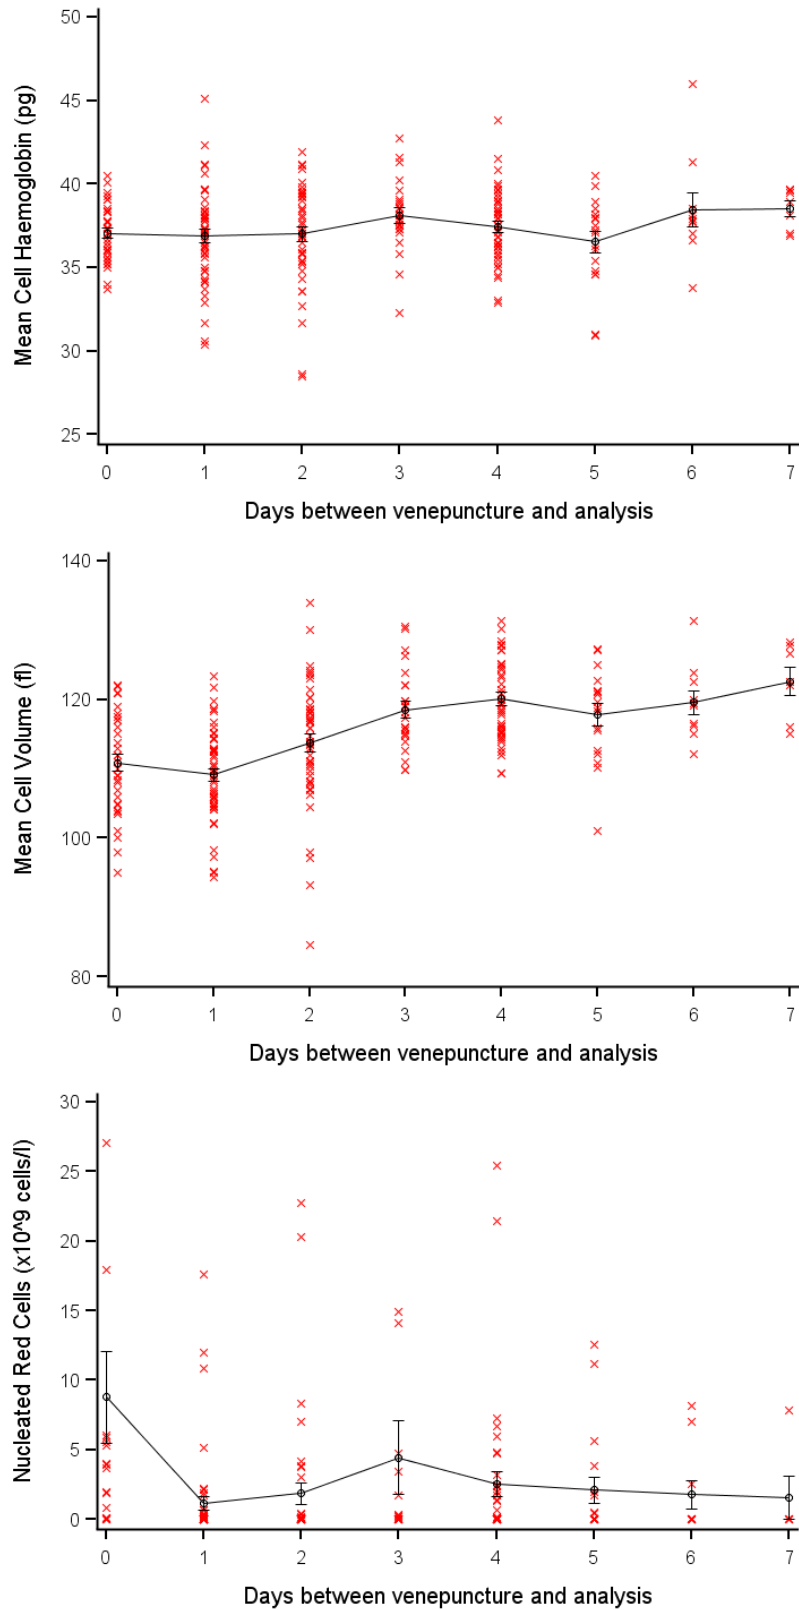 50
45
40
35
30
25
Mean Cell Haemoglobin (pg)
0 1 2 3 4 5 6 7
Days between venepuncture and analysis
140
120
100
80
Mean Cell Volume (fl)
0 1 2 3 4 5 6 7
Days between venepuncture and analysis
30
25
20
15
10
5
0
Nucleated Red Cells (x10^9 cells/l)
0 1 2 3 4 5 6 7
Days between venepuncture and analysis